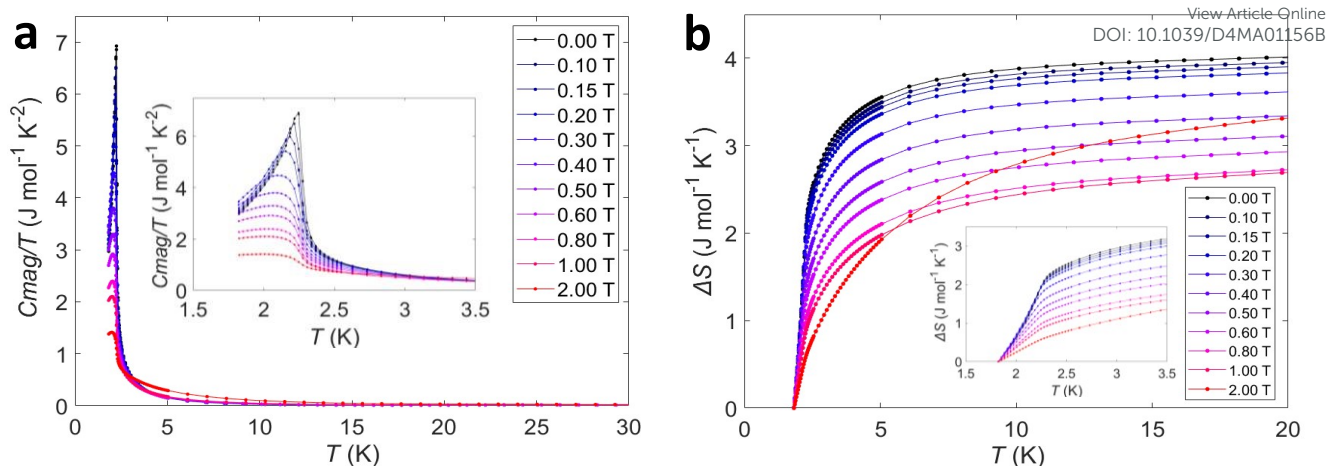 View Article Online
DOI: 10.1039/D4MA01156B
a
Cmag/T (J mol⁻¹ K⁻²)
7
6
5
4
3
2
1
0
0 5 10 15 20 25 30
T (K)
0.00 T
0.10 T
0.15 T
0.20 T
0.30 T
0.40 T
0.50 T
0.60 T
0.80 T
1.00 T
2.00 T
Cmag/T (J mol⁻¹ K⁻²)
6
4
2
0
1.5 2 2.5 3 3.5
T (K)
b
ΔS (J mol⁻¹ K⁻¹)
4
3
2
1
0
0 5 10 15 20
T (K)
0.00 T
0.10 T
0.15 T
0.20 T
0.30 T
0.40 T
0.50 T
0.60 T
0.80 T
1.00 T
2.00 T
ΔS (J mol⁻¹ K⁻¹)
3
2
1
0
1.5 2 2.5 3 3.5
T (K)